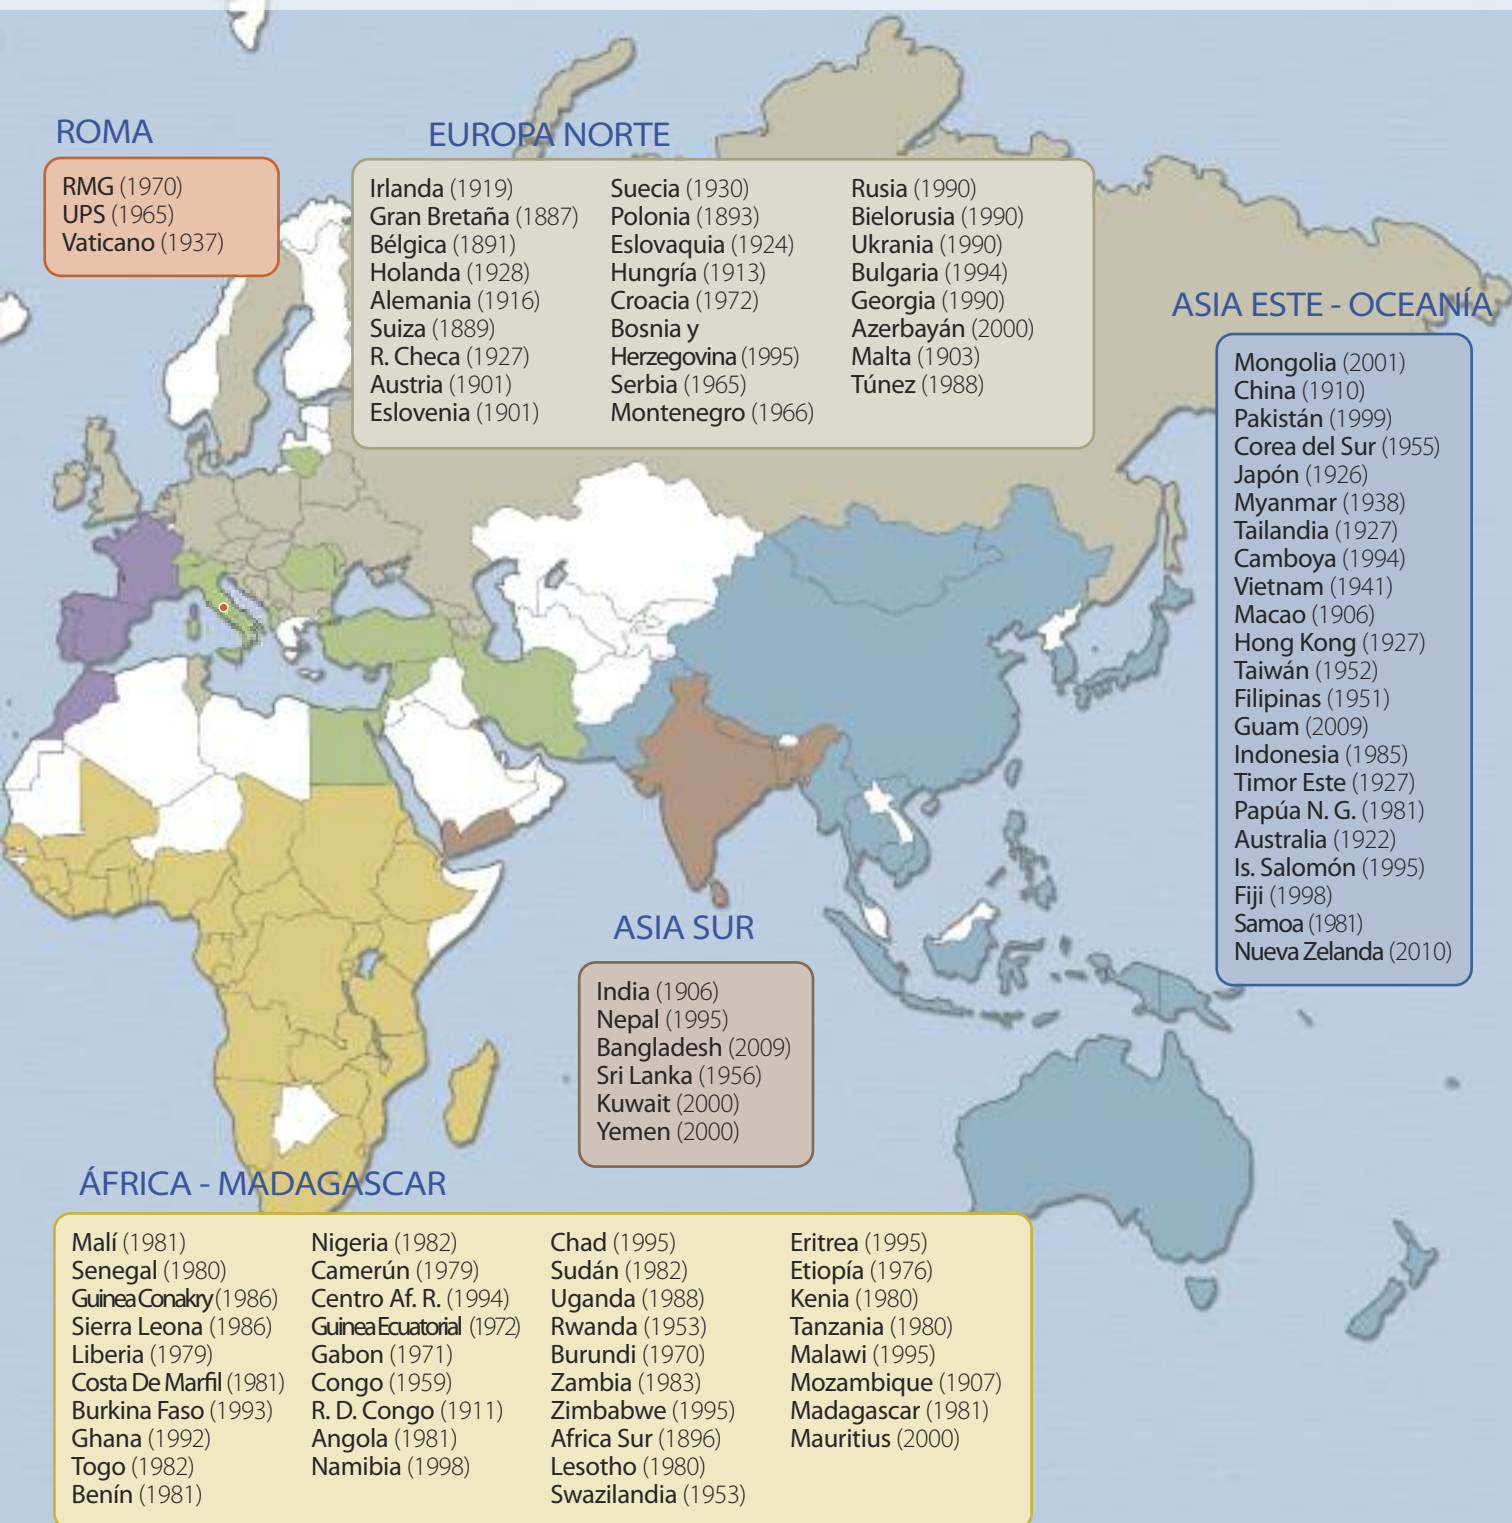 ROMA
RMG (1970)
UPS (1965)
Vaticano (1937)
EUROPA NORTE
Irlanda (1919)
Gran Bretaña (1887)
Bélgica (1891)
Holanda (1928)
Alemania (1916)
Suiza (1889)
R. Checa (1927)
Austria (1901)
Eslovenia (1901)
Suecia (1930)
Polonia (1893)
Eslovaquia (1924)
Hungría (1913)
Croacia (1972)
Bosnia y
Herzegovina (1995)
Serbia (1965)
Montenegro (1966)
Rusia (1990)
Bielorusia (1990)
Ukrania (1990)
Bulgaria (1994)
Georgia (1990)
Azerbayán (2000)
Malta (1903)
Túnez (1988)
ASIA ESTE - OCEANÍA
Mongolia (2001)
China (1910)
Pakistán (1999)
Corea del Sur (1955)
Japón (1926)
Myanmar (1938)
Tailandia (1927)
Camboya (1994)
Vietnam (1941)
Macao (1906)
Hong Kong (1927)
Taiwán (1952)
Filipinas (1951)
Guam (2009)
Indonesia (1985)
Timor Este (1927)
Papúa N. G. (1981)
Australia (1922)
Is. Salomón (1995)
Fiji (1998)
Samoa (1981)
Nueva Zelanda (2010)
ASIA SUR
India (1906)
Nepal (1995)
Bangladesh (2009)
Sri Lanka (1956)
Kuwait (2000)
Yemen (2000)
ÁFRICA - MADAGASCAR
Malí (1981)
Senegal (1980)
Guinea Conakry (1986)
Sierra Leona (1986)
Liberia (1979)
Costa De Marfil (1981)
Burkina Faso (1993)
Ghana (1992)
Togo (1982)
Benín (1981)
Nigeria (1982)
Camerún (1979)
Centro Af. R. (1994)
Guinea Ecuatorial (1972)
Gabon (1971)
Congo (1959)
R. D. Congo (1911)
Angola (1981)
Namibia (1998)
Chad (1995)
Sudán (1982)
Uganda (1988)
Rwanda (1953)
Burundi (1970)
Zambia (1983)
Zimbabwe (1995)
Africa Sur (1896)
Lesotho (1980)
Swazilandia (1953)
Eritrea (1995)
Etiopía (1976)
Kenia (1980)
Tanzania (1980)
Malawi (1995)
Mozambique (1907)
Madagascar (1981)
Mauritius (2000)